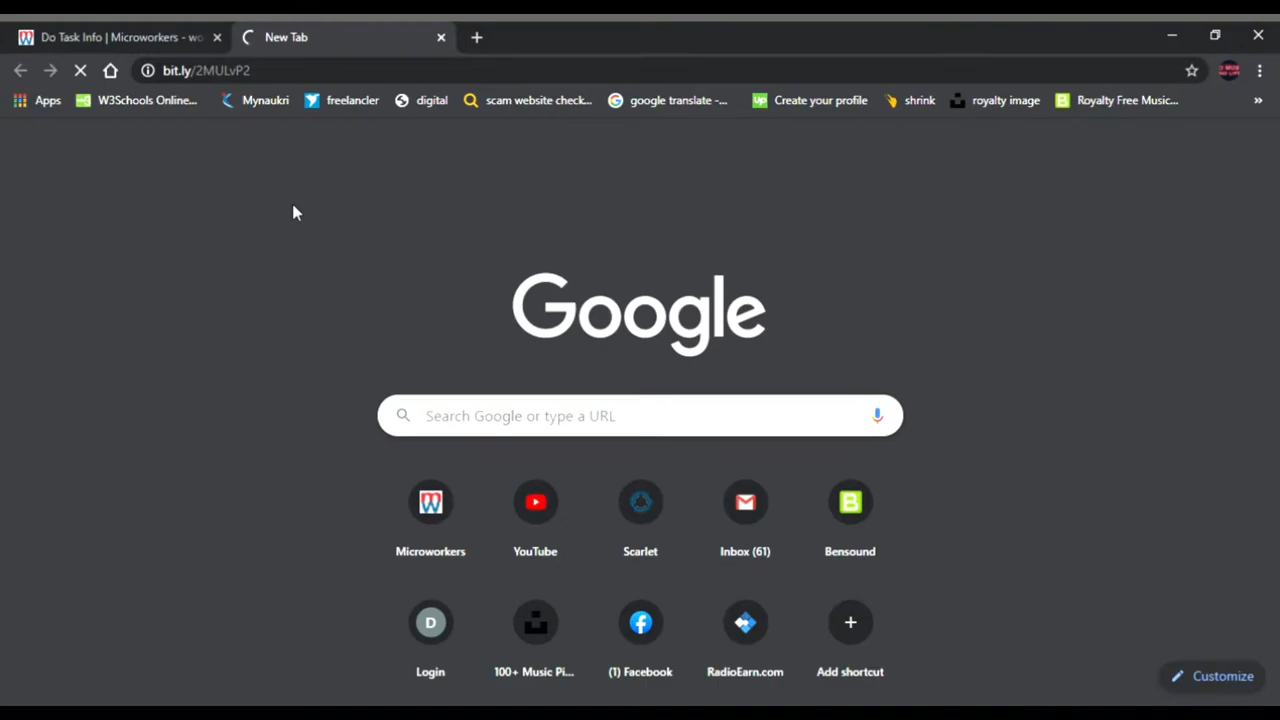 Do Task Info | Microworkers - wo
New Tab
bit.ly/2MULvP2
Apps
W3Schools Online...
Mynaukri
freelancler
digital
scam website check...
google translate -...
Create your profile
shrink
royalty image
Royalty Free Music...
Google
Search Google or type a URL
Microworkers
YouTube
Scarlet
Inbox (61)
Bensound
D
Login
100+ Music Pi...
(1) Facebook
RadioEarn.com
Add shortcut
Customize